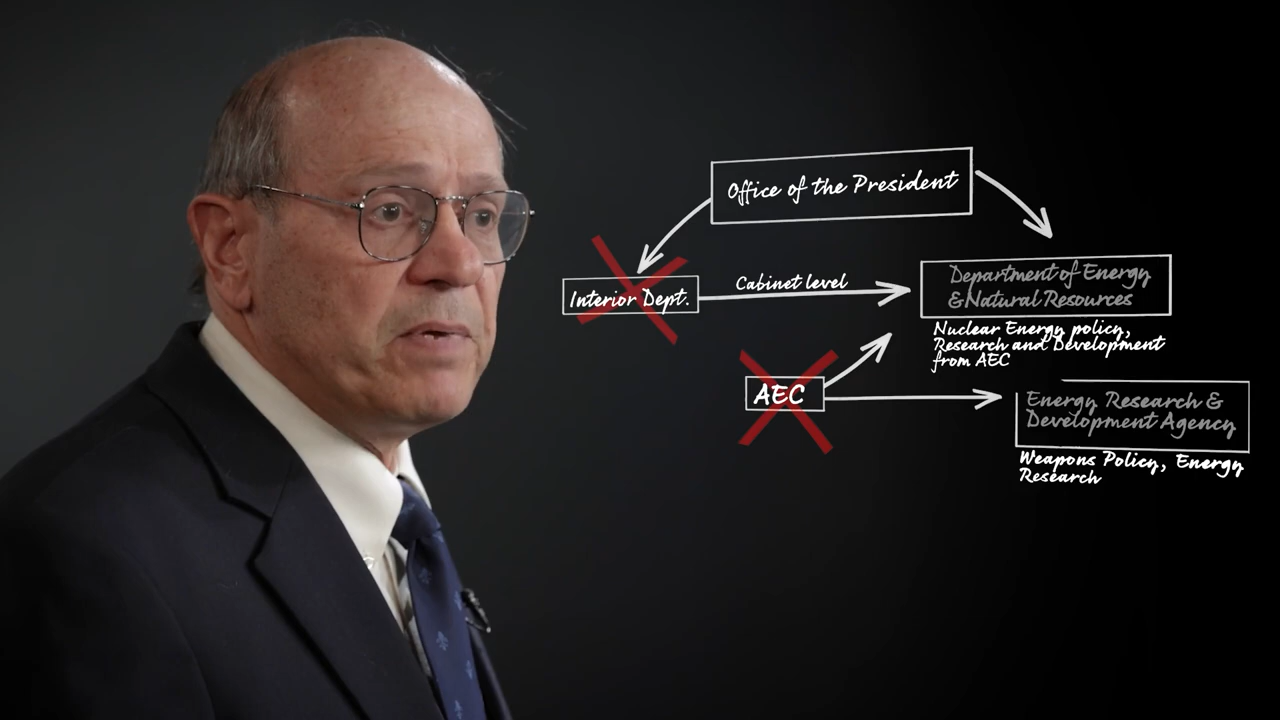 Office of the President
Interior Dept.
Cabinet level
Department of Energy
& Natural Resources
Nuclear Energy policy,
Research and Development
from AEC
AEC
Energy Research &
Development Agency
Weapons Policy, Energy
Research